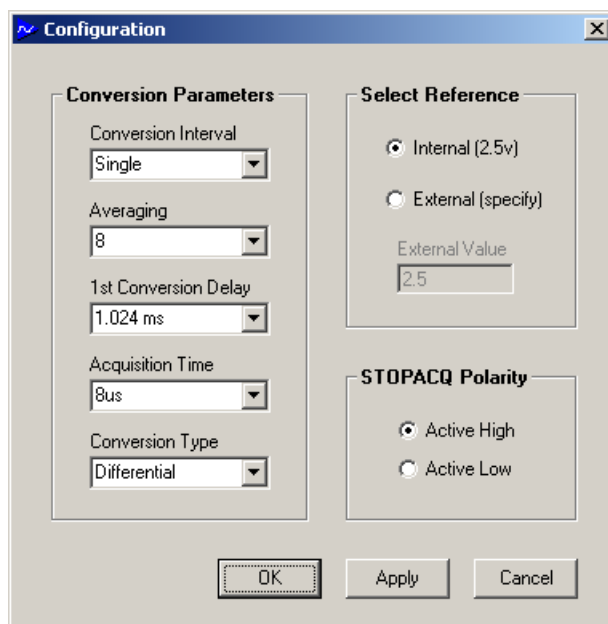 Configuration
Conversion Parameters
Conversion Interval
Single
Averaging
8
1st Conversion Delay
1.024 ms
Acquisition Time
8us
Conversion Type
Differential
Select Reference
Internal (2.5v)
External (specify)
External Value
2.5
STOPACQ Polarity
Active High
Active Low
OK
Apply
Cancel